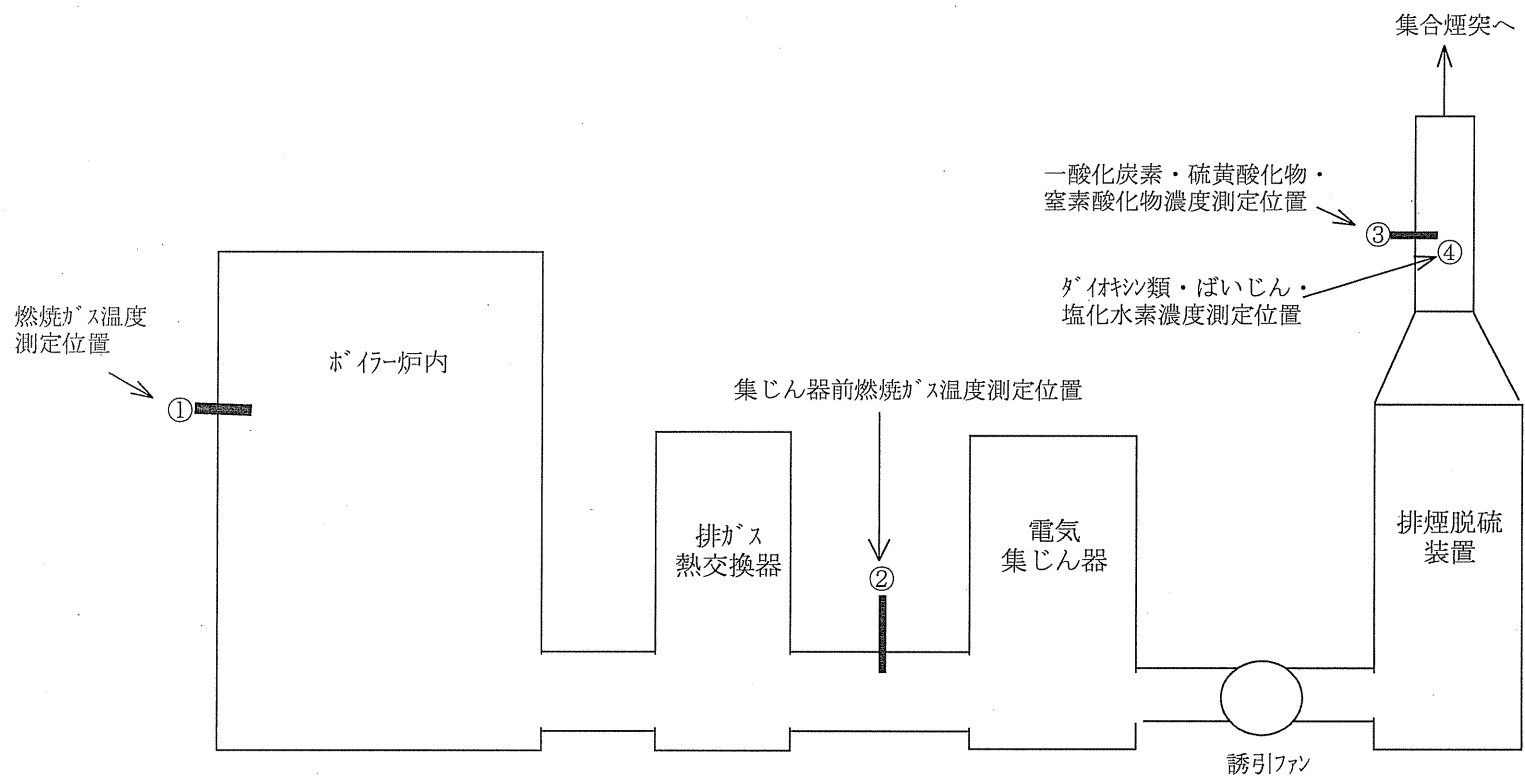 集合煙突へ
一酸化炭素・硫黄酸化物・
窒素酸化物濃度測定位置
③
④
ﾀﾞｲｵｷｼﾝ類・ばいじん・
塩化水素濃度測定位置
燃焼ｶﾞｽ温度
測定位置
①
ﾎﾞｲﾗｰ炉内
集じん器前燃焼ｶﾞｽ温度測定位置
②
排ｶﾞｽ
熱交換器
電気
集じん器
排煙脱硫
装置
誘引ﾌｧﾝ